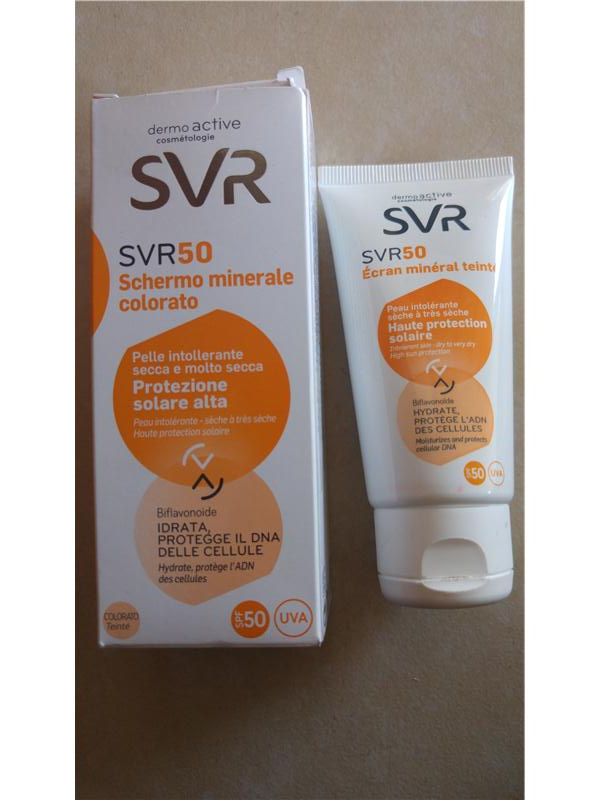 dermo active
cosmétologie
SVR
SVR50
Schermo minerale
colorato
Pelle intollerante
secca e molto secca
Protezione
solare alta
Peau intolérante - sèche à très sèche
Haute protection solaire
Biflavonoide
IDRATA,
PROTEGGE IL DNA
DELLE CELLULE
Hydrate, protège l'ADN
des cellules
COLORATO
Teinté
SPF 50
UVA
dermo active
cosmétologie
SVR
SVR50
Écran minéral teinté
Peau intolérante
sèche à très sèche
Haute protection
solaire
Intolerant skin - dry to very dry
High sun protection
Biflavonoïde
HYDRATE,
PROTÈGE L'ADN
DES CELLULES
Moisturizes and protects
cellular DNA
SPF 50
UVA